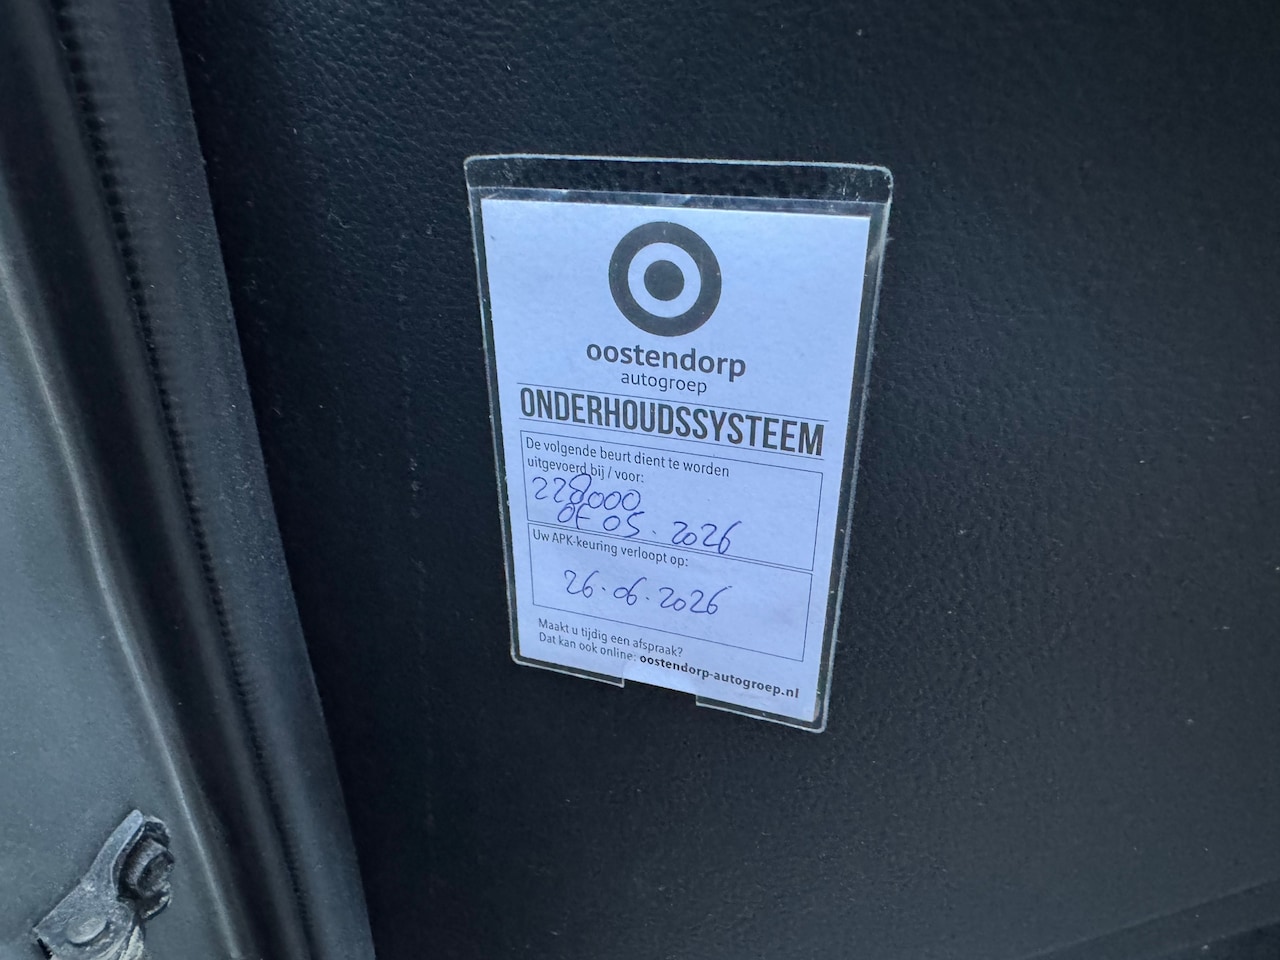 oostendorp
autogroep
ONDERHOUDSSYSTEEM
De volgende beurt dient te worden
uitgevoerd bij / voor:
228000
OF 05.2026
Uw APK-keuring verloopt op:
26.06.2026
Maakt u tijdig een afspraak?
Dat kan ook online: oostendorp-autogroep.nl